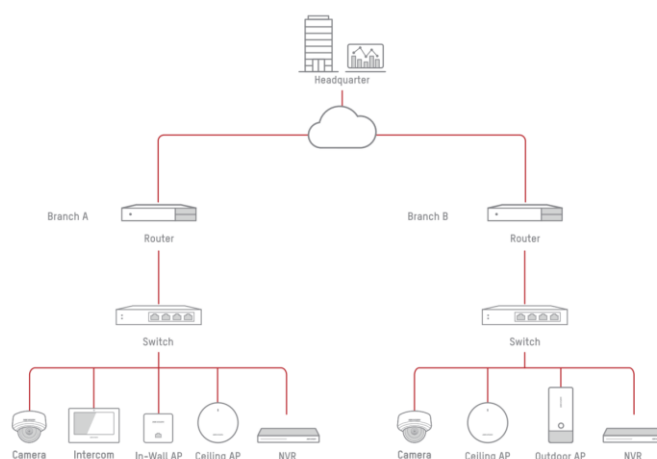 Headquarter
Branch A
Router
Branch B
Router
Switch
Switch
Camera
Intercom
In-Wall AP
Ceiling AP
NVR
Camera
Ceiling AP
Outdoor AP
NVR